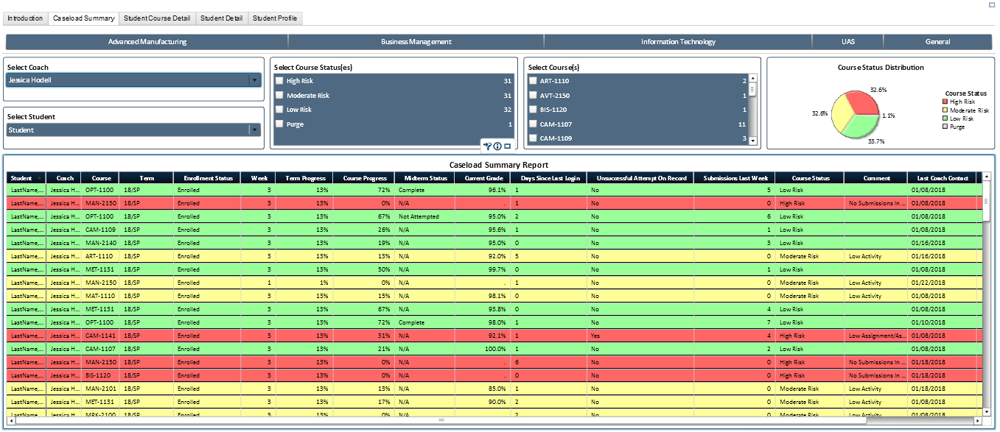 Introduction Caseload Summary Student Course Detail Student Detail Student Profile
Advanced Manufacturing Business Management Information Technology UAS General
Select Coach
Jessica Hodell
Select Student
Student
Select Course Status(es)
High Risk 31
Moderate Risk 31
Low Risk 32
Purge 1
Select Course(s)
ART-1110 2
AVT-2150 1
BIS-1120 1
CAM-1107 11
CAM-1109 3
Course Status Distribution
32.6%
32.6%
1.1%
33.7%
Course Status
High Risk
Moderate Risk
Low Risk
Purge
Caseload Summary Report
Student Coach Course Term Enrollment Status Week Term Progress Course Progress Midterm Status Current Grade Days Since Last Login Unsuccessful Attempt On Record Submissions Last Week Course Status Comment Last Coach Contact
LastName,... Jessica H... OPT-1100 18/SP Enrolled 3 13% 72% Complete 96.1% 1 No 5 Low Risk 01/08/2018
LastName,... Jessica H... MAN-2150 18/SP Enrolled 3 13% 0% N/A . 1 No 0 High Risk No Submissions In ... 01/08/2018
LastName,... Jessica H... OPT-1100 18/SP Enrolled 3 13% 67% Not Attempted 95.0% 2 No 6 Low Risk 01/08/2018
LastName,... Jessica H... CAM-1109 18/SP Enrolled 3 13% 26% N/A 95.6% 1 No 1 Low Risk 01/08/2018
LastName,... Jessica H... MAN-2140 18/SP Enrolled 3 13% 19% N/A 95.0% 0 No 3 Low Risk 01/16/2018
LastName,... Jessica H... ART-1110 18/SP Enrolled 3 13% 13% N/A 92.0% 5 No 0 Moderate Risk Low Activity 01/16/2018
LastName,... Jessica H... MET-1131 18/SP Enrolled 3 13% 50% N/A 99.7% 0 No 1 Low Risk 01/08/2018
LastName,... Jessica H... MAN-2150 18/SP Enrolled 1 1% 0% N/A . 1 No 0 Moderate Risk Low Activity 01/22/2018
LastName,... Jessica H... MAT-1110 18/SP Enrolled 3 13% 15% N/A 98.1% 0 No 0 Moderate Risk Low Activity 01/08/2018
LastName,... Jessica H... MET-1131 18/SP Enrolled 3 13% 67% N/A 93.8% 0 No 4 Low Risk 01/08/2018
LastName,... Jessica H... OPT-1100 18/SP Enrolled 3 13% 72% Complete 98.0% 1 No 7 Low Risk 01/10/2018
LastName,... Jessica H... CAM-1141 18/SP Enrolled 3 13% 31% N/A 92.1% 1 Yes 4 High Risk Low Assignment/As... 01/08/2018
LastName,... Jessica H... CAM-1107 18/SP Enrolled 3 13% 21% N/A 100.0% 1 No 2 Low Risk 01/08/2018
LastName,... Jessica H... MAN-2150 18/SP Enrolled 3 13% 0% N/A . 6 No 0 High Risk No Submissions In ... 01/18/2018
LastName,... Jessica H... BIS-1120 18/SP Enrolled 3 13% 0% N/A . 0 No 0 High Risk No Submissions In ... 01/18/2018
LastName,... Jessica H... MAN-2101 18/SP Enrolled 3 13% 13% N/A 85.0% 1 No 0 Moderate Risk Low Activity 01/18/2018
LastName,... Jessica H... MET-1131 18/SP Enrolled 3 13% 17% N/A 90.0% 2 No 0 Moderate Risk Low Activity 01/08/2018
LastName,... Jessica H... MRK-2100 18/SP Enrolled 3 13% 0% N/A 92.0% 2 No 0 Moderate Risk Low Activity 01/08/2018